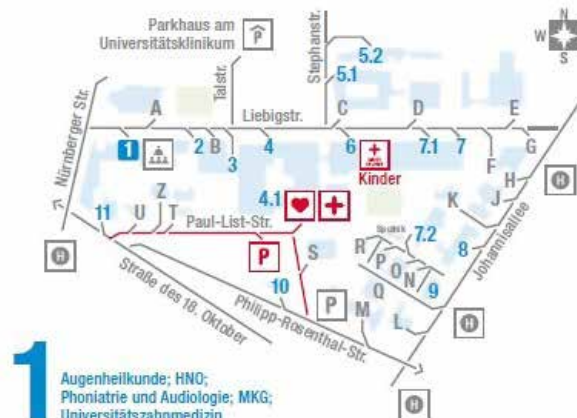 Parkhaus am
Universitätsklinikum
P
N
W
S
Nürnberger Str.
Talstr.
Stephanstr.
5.2
5.1
A
Liebigstr.
C
D
E
1
2
B
3
4
6
Kinder
7.1
7
F
G
H
H
J
K
4.1
Z
11
U
T
Paul-List-Str.
P
S
H
Straße des 18. Oktober
10
Philipp-Rosenthal-Str.
P
R
P
O
N
7.2
Q
9
8
Johannisallee
M
L
H
H
1
Augenheilkunde; HNO;
Phoniatrie und Audiologie; MKG;
Universitätszahnmedizin